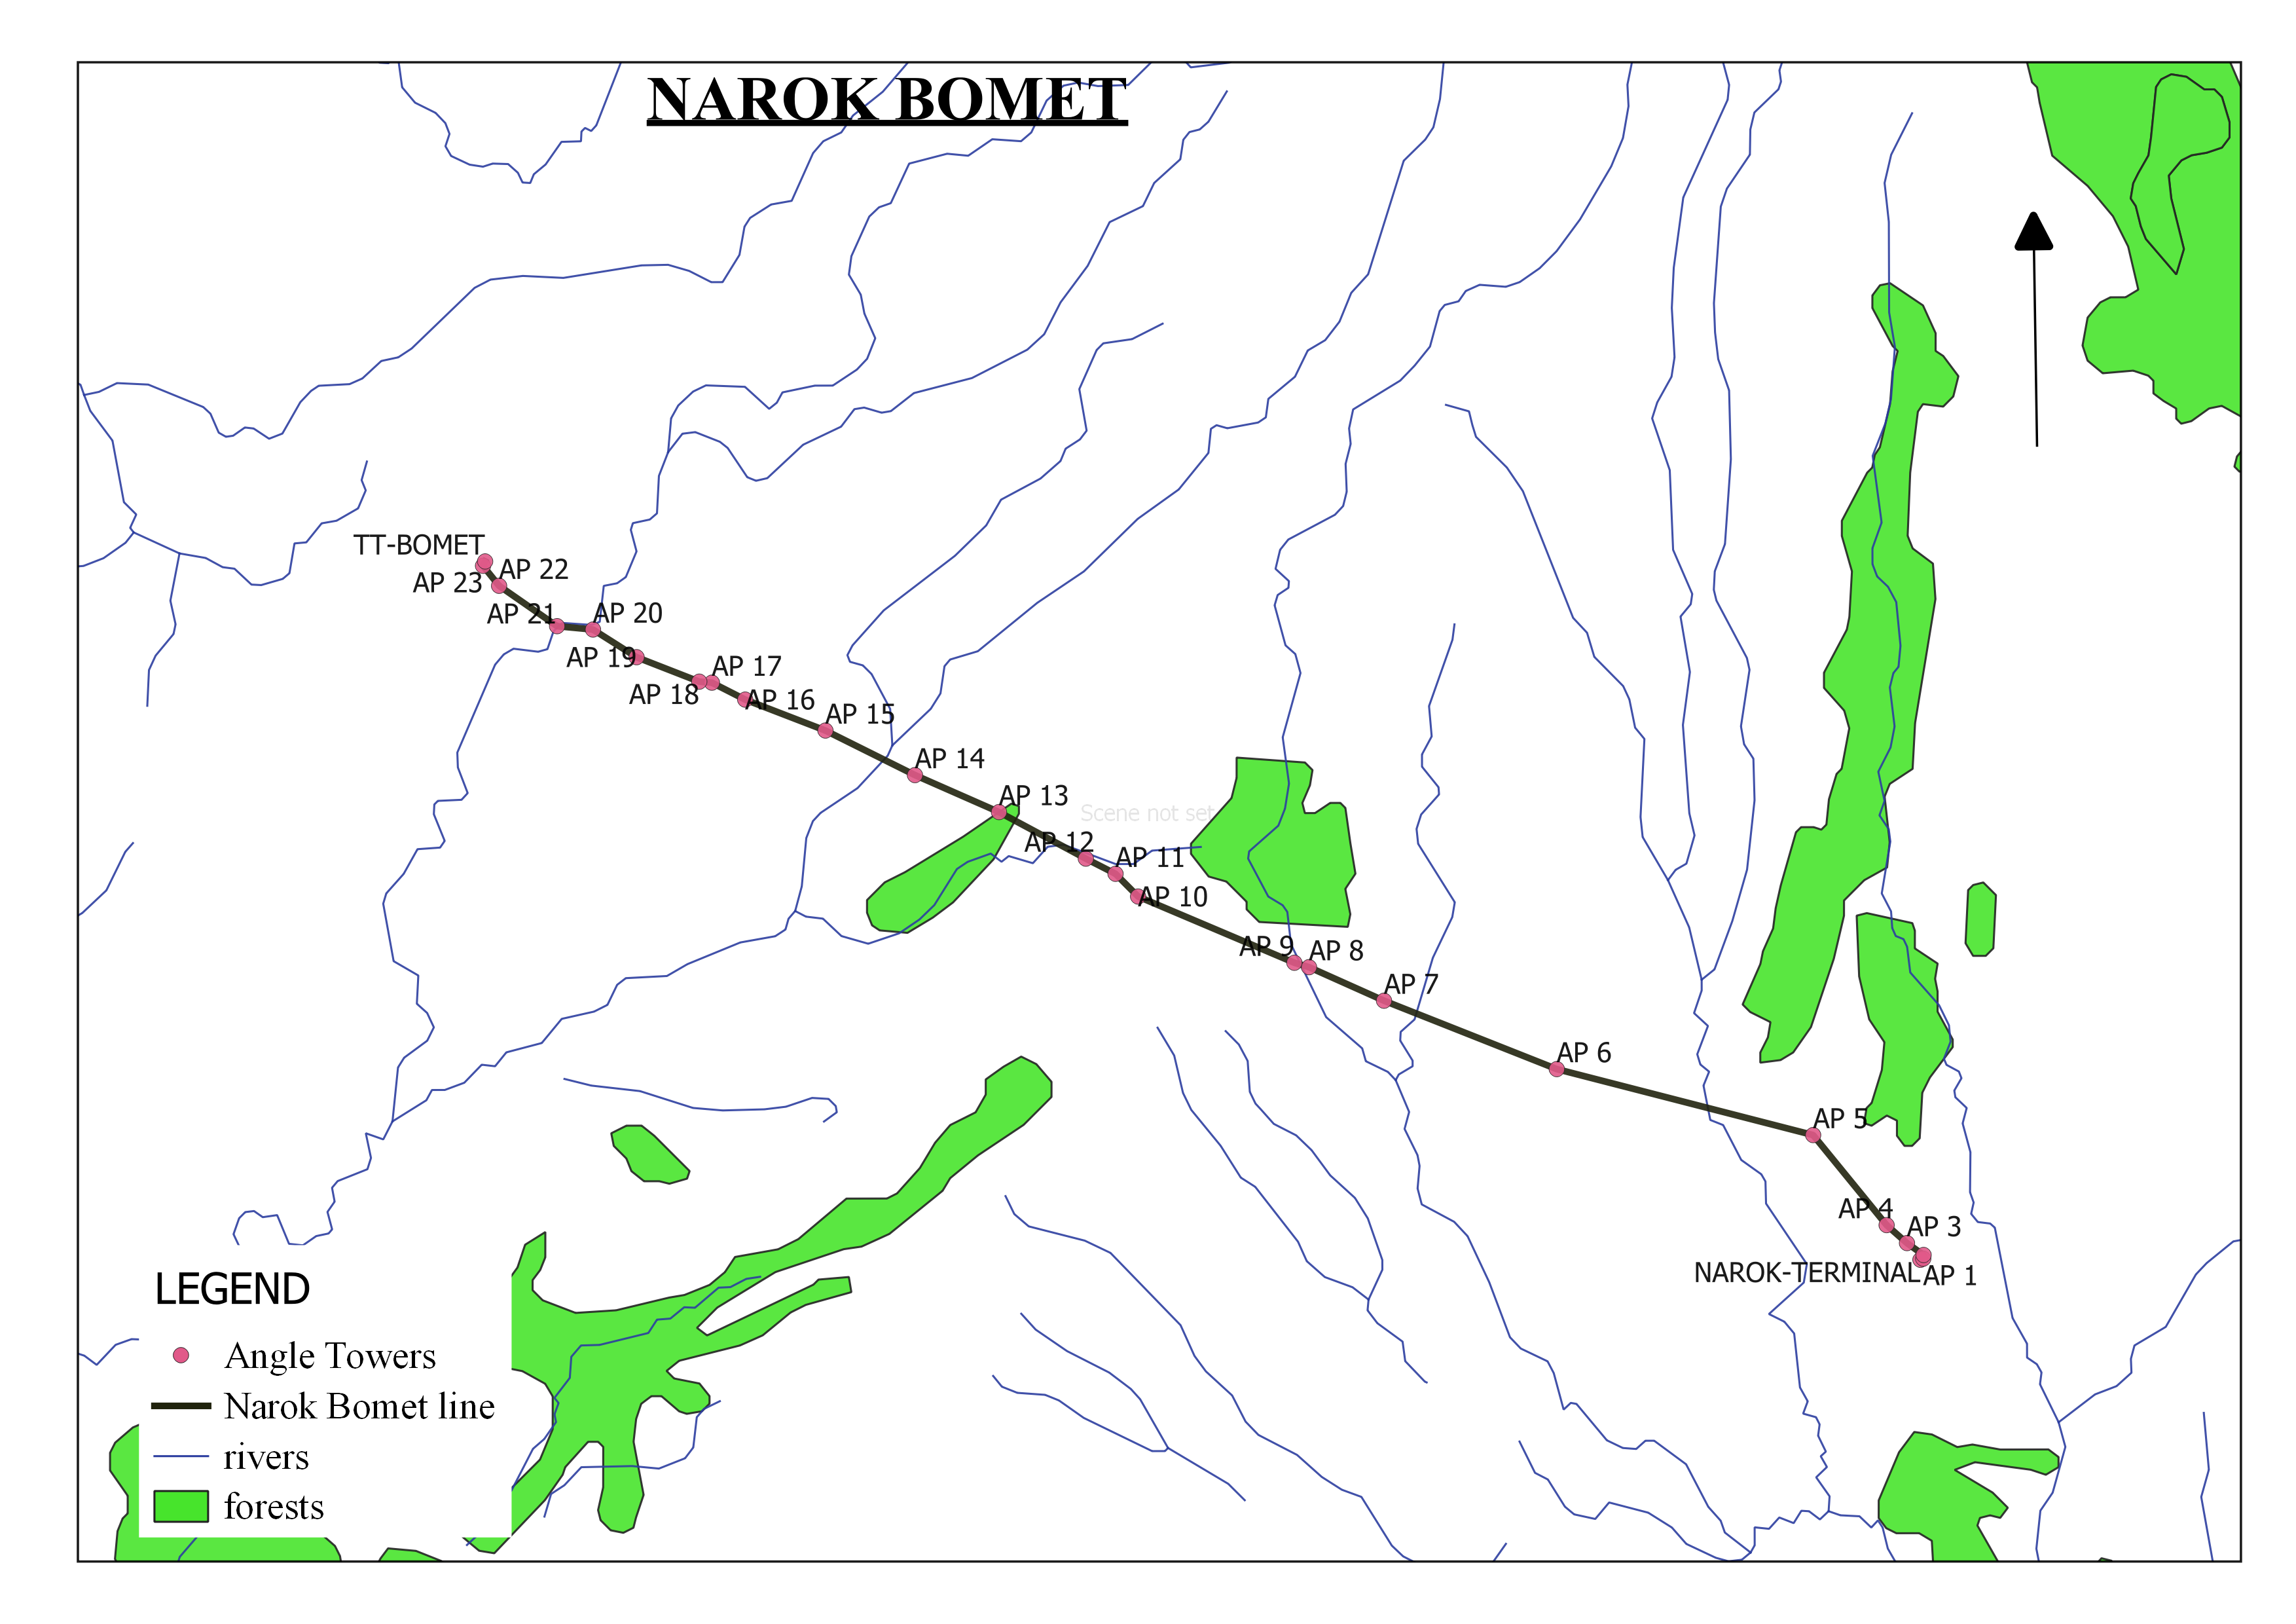 NAROK BOMET
TT-BOMET
AP 22
AP 23
AP 21
AP 20
AP 19
AP 17
AP 18
AP 16
AP 15
AP 14
AP 13
Scene not set
AP 12
AP 11
AP 10
AP 9
AP 8
AP 7
AP 6
AP 5
AP 4
AP 3
NAROK-TERMINAL
AP 1
LEGEND
Angle Towers
Narok Bomet line
rivers
forests